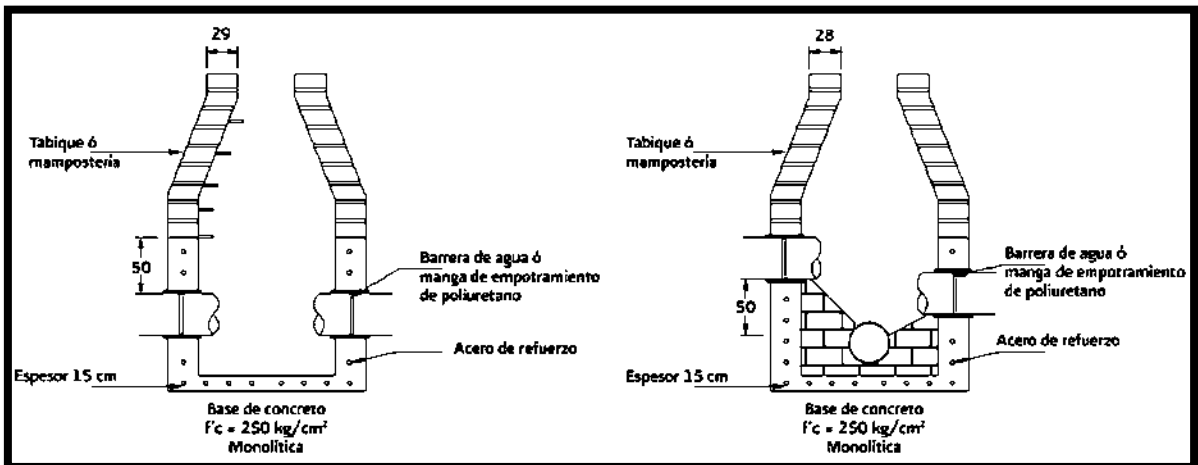 29
Tabique ó
mampostería
50
Barrera de agua ó
manga de empotramiento
de poliuretano
Acero de refuerzo
Espesor 15 cm
Base de concreto
f'c = 250 kg/cm²
Monolítica
28
Tabique ó
mampostería
Barrera de agua ó
manga de empotramiento
de poliuretano
50
Acero de refuerzo
Espesor 15 cm
Base de concreto
f'c = 250 kg/cm²
Monolítica